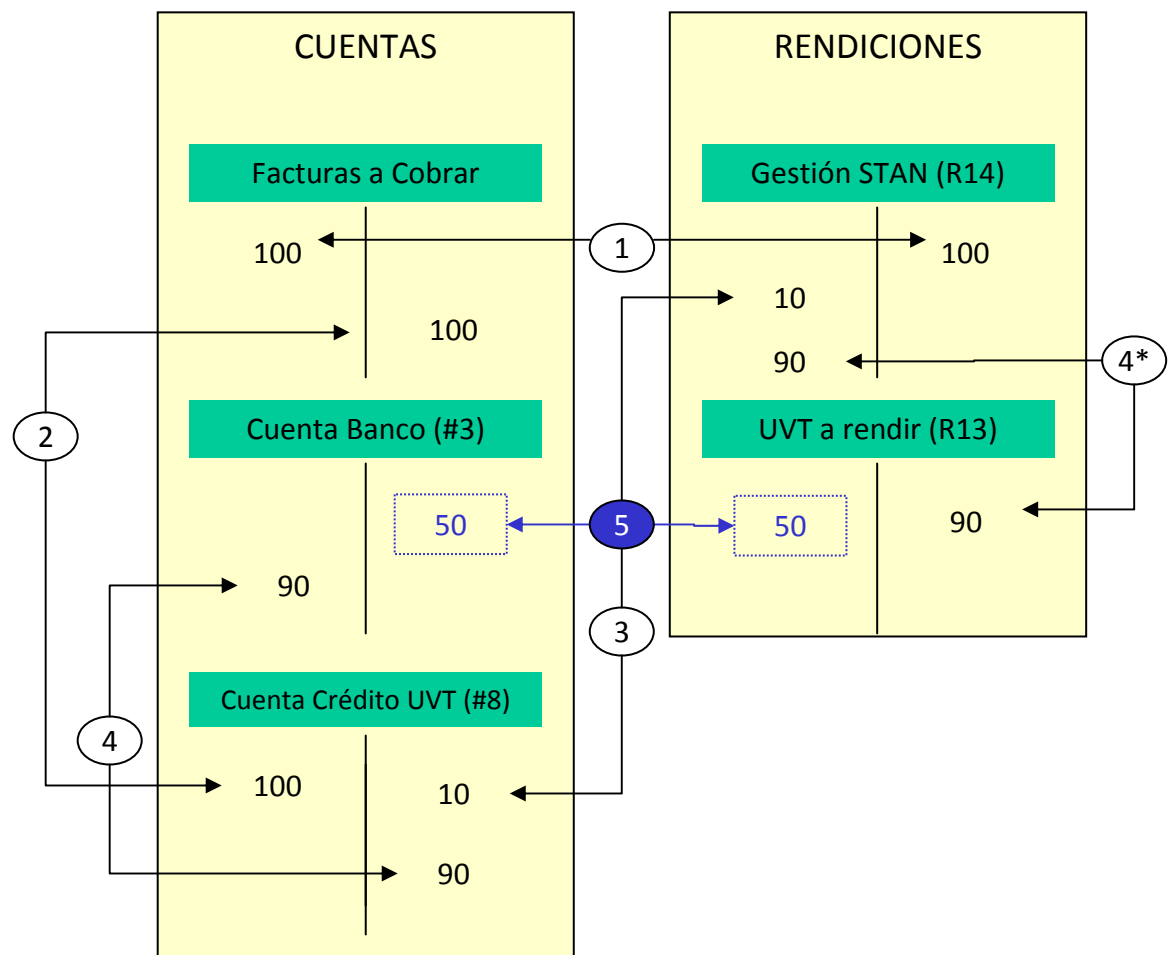 CUENTAS
RENDICIONES
Facturas a Cobrar
Gestión STAN (R14)
100
1
100
10
100
90
4*
2
Cuenta Banco (#3)
UVT a rendir (R13)
50
5
50
90
90
3
Cuenta Crédito UVT (#8)
4
100
10
90